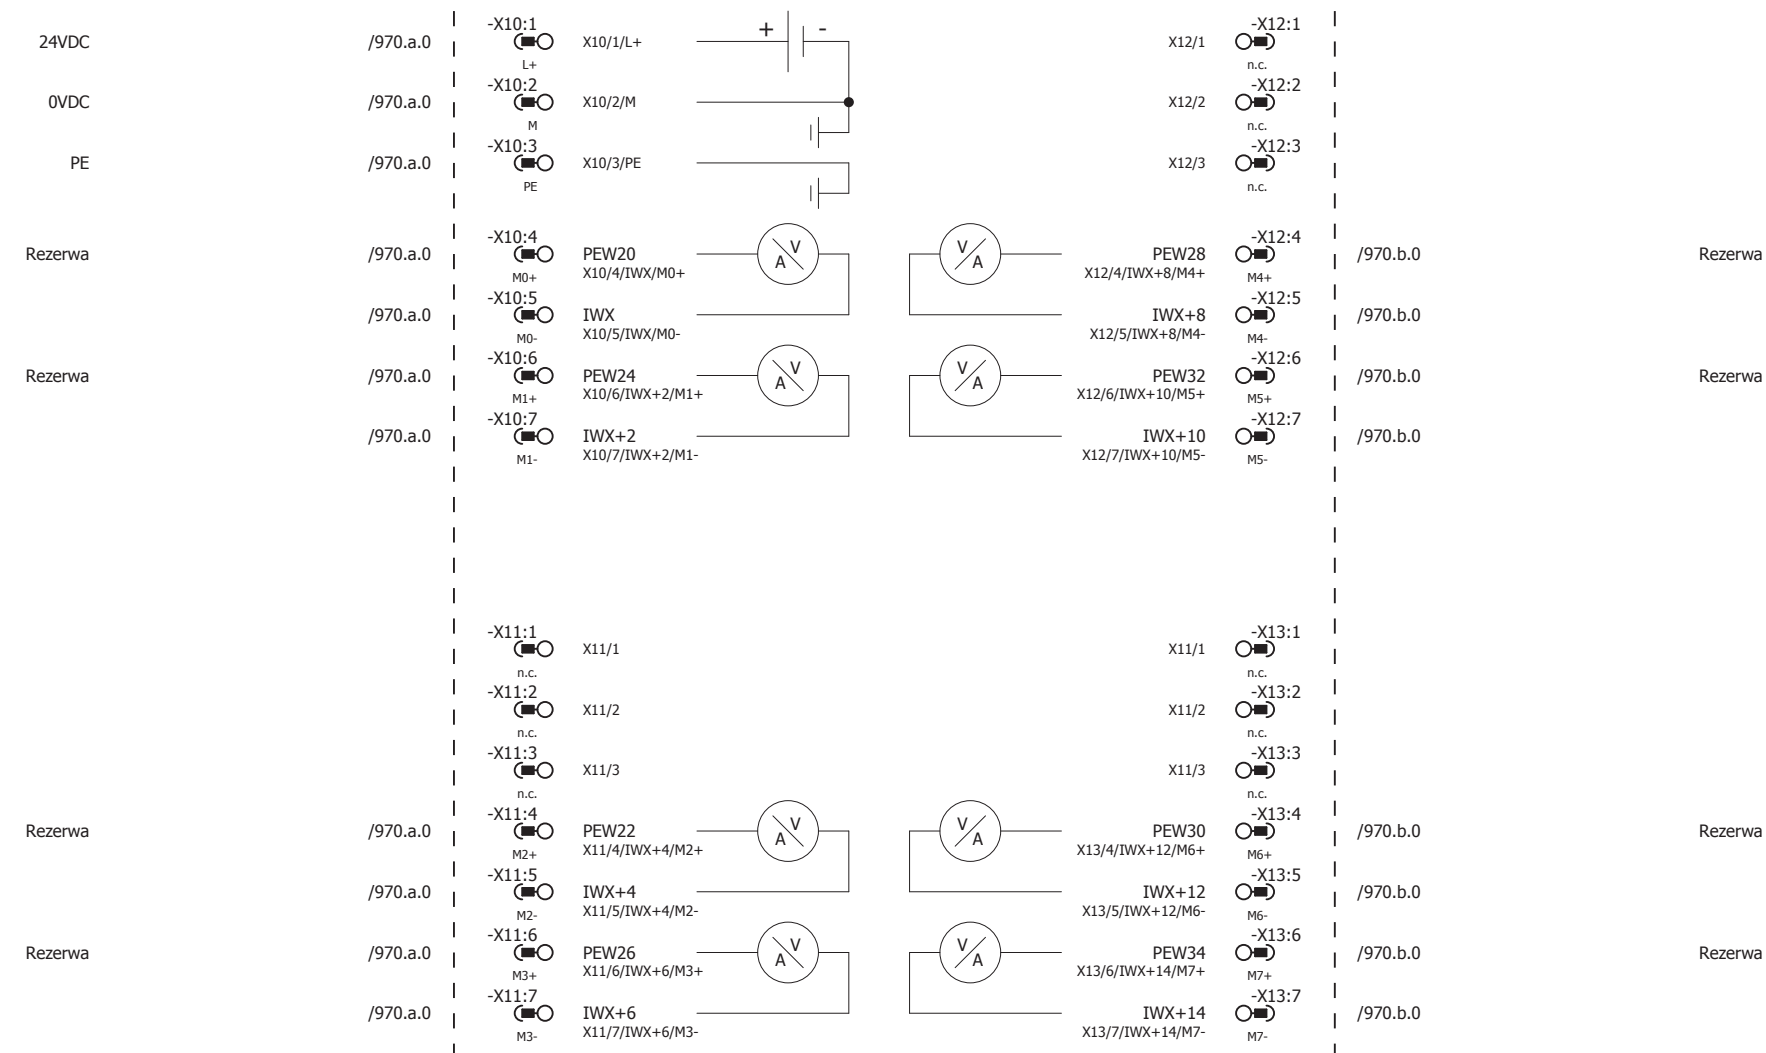 -X10:1
24VDC /970.a.0 X10/1/L+ + -
L+
-X10:2
0VDC /970.a.0 X10/2/M
M
-X10:3
PE /970.a.0 X10/3/PE
PE
-X10:4
Rezerwa /970.a.0 PEW20 V
A
M0+ X10/4/IWX/M0+
-X10:5
/970.a.0 IWX
M0- X10/5/IWX/M0-
-X10:6
Rezerwa /970.a.0 PEW24 V
A
M1+ X10/6/IWX+2/M1+
-X10:7
/970.a.0 IWX+2
M1- X10/7/IWX+2/M1-
-X12:1
X12/1
n.c.
-X12:2
X12/2
n.c.
-X12:3
X12/3
n.c.
-X12:4
V
A PEW28 /970.b.0 Rezerwa
X12/4/IWX+8/M4+ M4+
-X12:5
IWX+8 /970.b.0
X12/5/IWX+8/M4- M4-
-X12:6
V
A PEW32 /970.b.0 Rezerwa
X12/6/IWX+10/M5+ M5+
-X12:7
IWX+10 /970.b.0
X12/7/IWX+10/M5- M5-
-X11:1
X11/1
n.c.
-X11:2
X11/2
n.c.
-X11:3
X11/3
n.c.
-X11:4
Rezerwa /970.a.0 PEW22 V
A
M2+ X11/4/IWX+4/M2+
-X11:5
/970.a.0 IWX+4
M2- X11/5/IWX+4/M2-
-X11:6
Rezerwa /970.a.0 PEW26 V
A
M3+ X11/6/IWX+6/M3+
-X11:7
/970.a.0 IWX+6
M3- X11/7/IWX+6/M3-
-X13:1
X11/1
n.c.
-X13:2
X11/2
n.c.
-X13:3
X11/3
n.c.
-X13:4
V
A PEW30 /970.b.0 Rezerwa
X13/4/IWX+12/M6+ M6+
-X13:5
IWX+12 /970.b.0
X13/5/IWX+12/M6- M6-
-X13:6
V
A PEW34 /970.b.0 Rezerwa
X13/6/IWX+14/M7+ M7+
-X13:7
IWX+14 /970.b.0
X13/7/IWX+14/M7- M7-